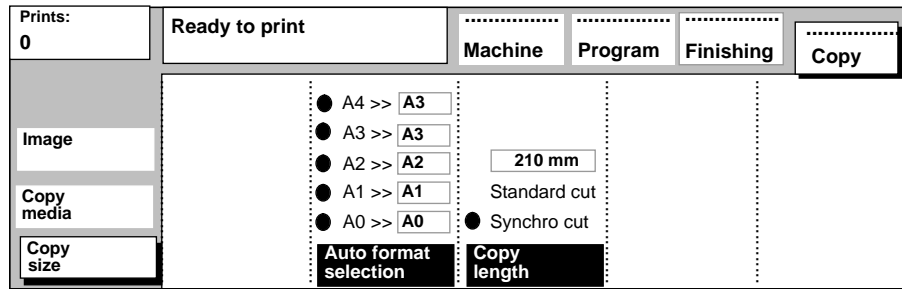 Prints:
0
Ready to print
Machine
Program
Finishing
Copy
Image
Copy
media
Copy
size
A4 >> A3
A3 >> A3
A2 >> A2
A1 >> A1
A0 >> A0
Auto format
selection
210 mm
Standard cut
Synchro cut
Copy
length